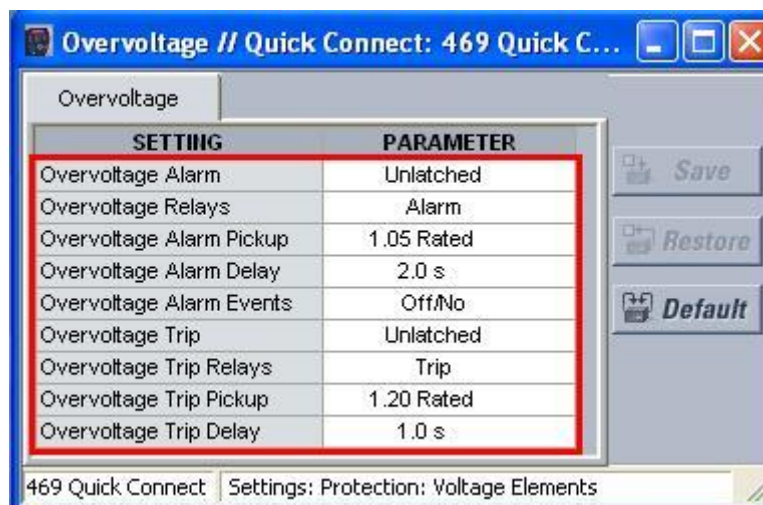 Overvoltage // Quick Connect: 469 Quick C...
Overvoltage
SETTING PARAMETER
Overvoltage Alarm Unlatched
Overvoltage Relays Alarm
Overvoltage Alarm Pickup 1.05 Rated
Overvoltage Alarm Delay 2.0 s
Overvoltage Alarm Events Off/No
Overvoltage Trip Unlatched
Overvoltage Trip Relays Trip
Overvoltage Trip Pickup 1.20 Rated
Overvoltage Trip Delay 1.0 s
Save
Restore
Default
469 Quick Connect Settings: Protection: Voltage Elements